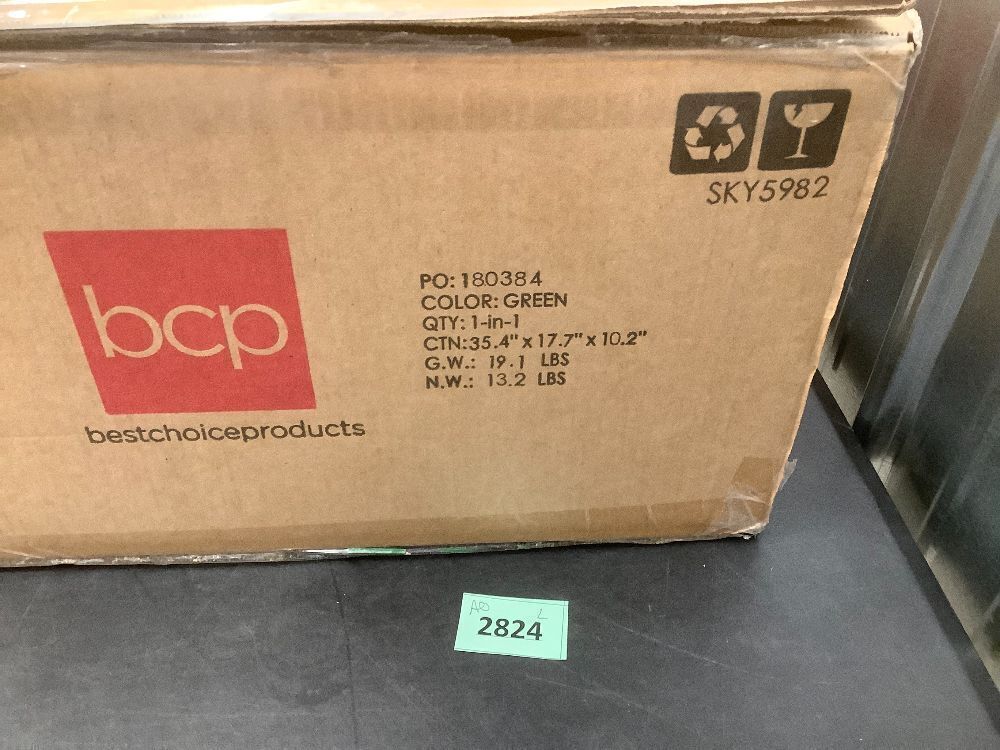 SKY5982
bcp
bestchoiceproducts
PO: 180384
COLOR: GREEN
QTY: 1-in-1
CTN:35.4" x 17.7" x 10.2"
G.W.: 19.1 LBS
N.W.: 13.2 LBS
L
2824